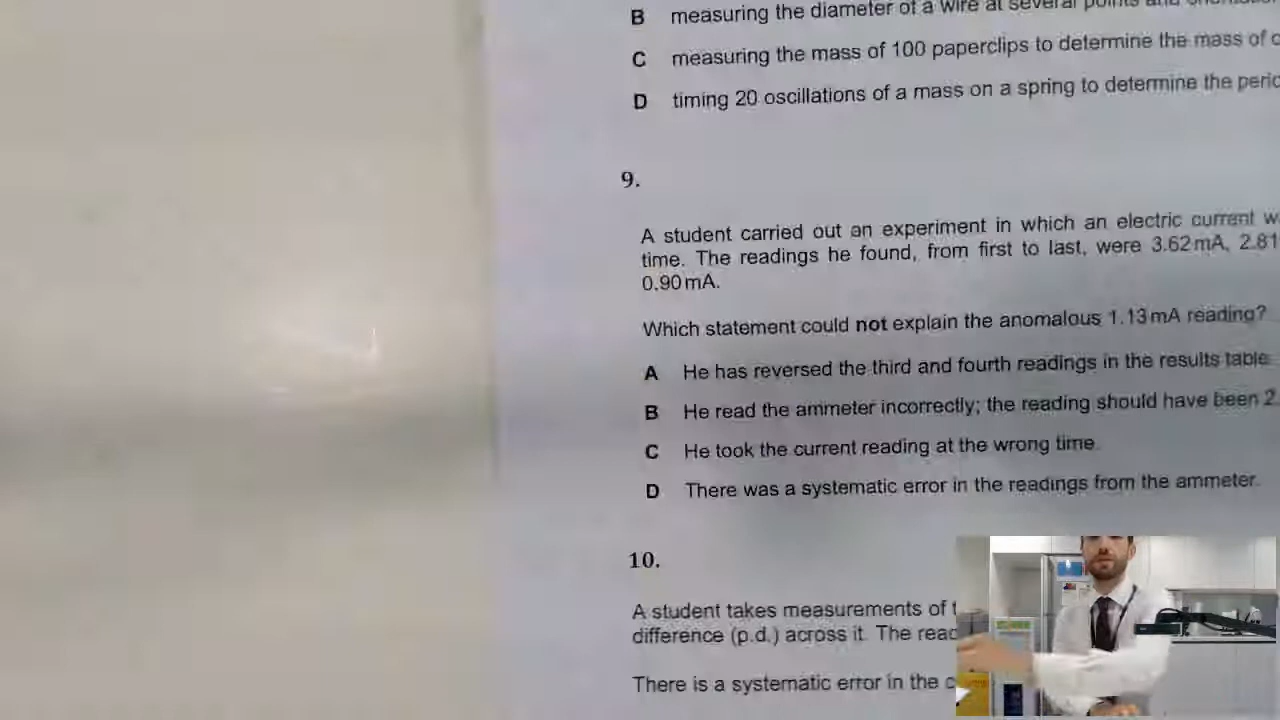 B measuring the diameter of a wire at several points and
C measuring the mass of 100 paperclips to determine the mass of
D timing 20 oscillations of a mass on a spring to determine the
9.
A student carried out an experiment in which an electric current
time. The readings he found, from first to last, were 3.62 mA, 2.81
0.90 mA.
Which statement could not explain the anomalous 1.13 mA reading?
A He has reversed the third and fourth readings in the results table.
B He read the ammeter incorrectly; the reading should have been 2.
C He took the current reading at the wrong time.
D There was a systematic error in the readings from the ammeter.
10.
A student takes measurements of
difference (p.d.) across it. The
There is a systematic error in the